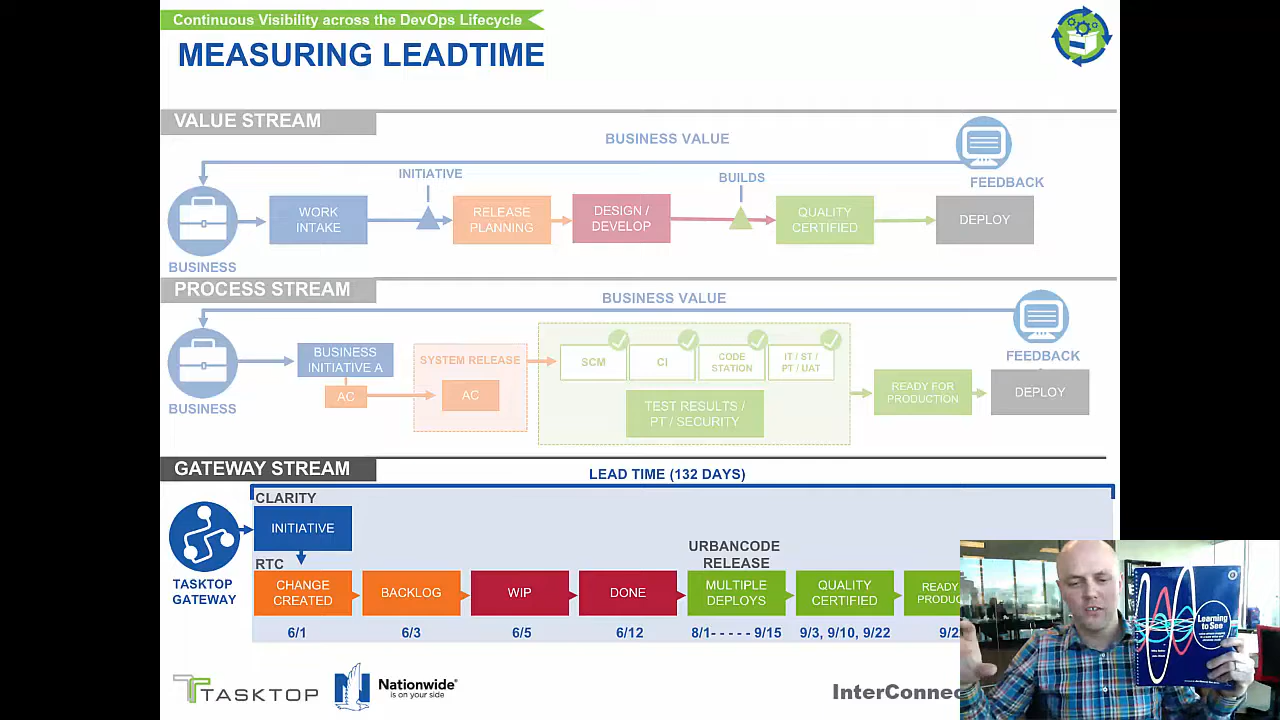 Continuous Visibility across the DevOps Lifecycle
MEASURING LEADTIME
VALUE STREAM
BUSINESS VALUE
INITIATIVE
BUILDS
FEEDBACK
WORK
INTAKE
RELEASE
PLANNING
DESIGN /
DEVELOP
QUALITY
CERTIFIED
DEPLOY
BUSINESS
PROCESS STREAM
BUSINESS VALUE
FEEDBACK
BUSINESS
INITIATIVE A
AC
SYSTEM RELEASE
AC
SCM
CI
CODE
STATION
IT / ST /
PT / UAT
TEST RESULTS /
PT / SECURITY
READY FOR
PRODUCTION
DEPLOY
BUSINESS
GATEWAY STREAM
LEAD TIME (132 DAYS)
CLARITY
INITIATIVE
RTC
URBANCODE
RELEASE
TASKTOP
GATEWAY
CHANGE
CREATED
BACKLOG
WIP
DONE
MULTIPLE
DEPLOYS
QUALITY
CERTIFIED
READY
PRODUC
6/1
6/3
6/5
6/12
8/1- - - - - 9/15
9/3, 9/10, 9/22
9/2
Learning
to See
TASKTOP
Nationwide
is on your side
InterConnec